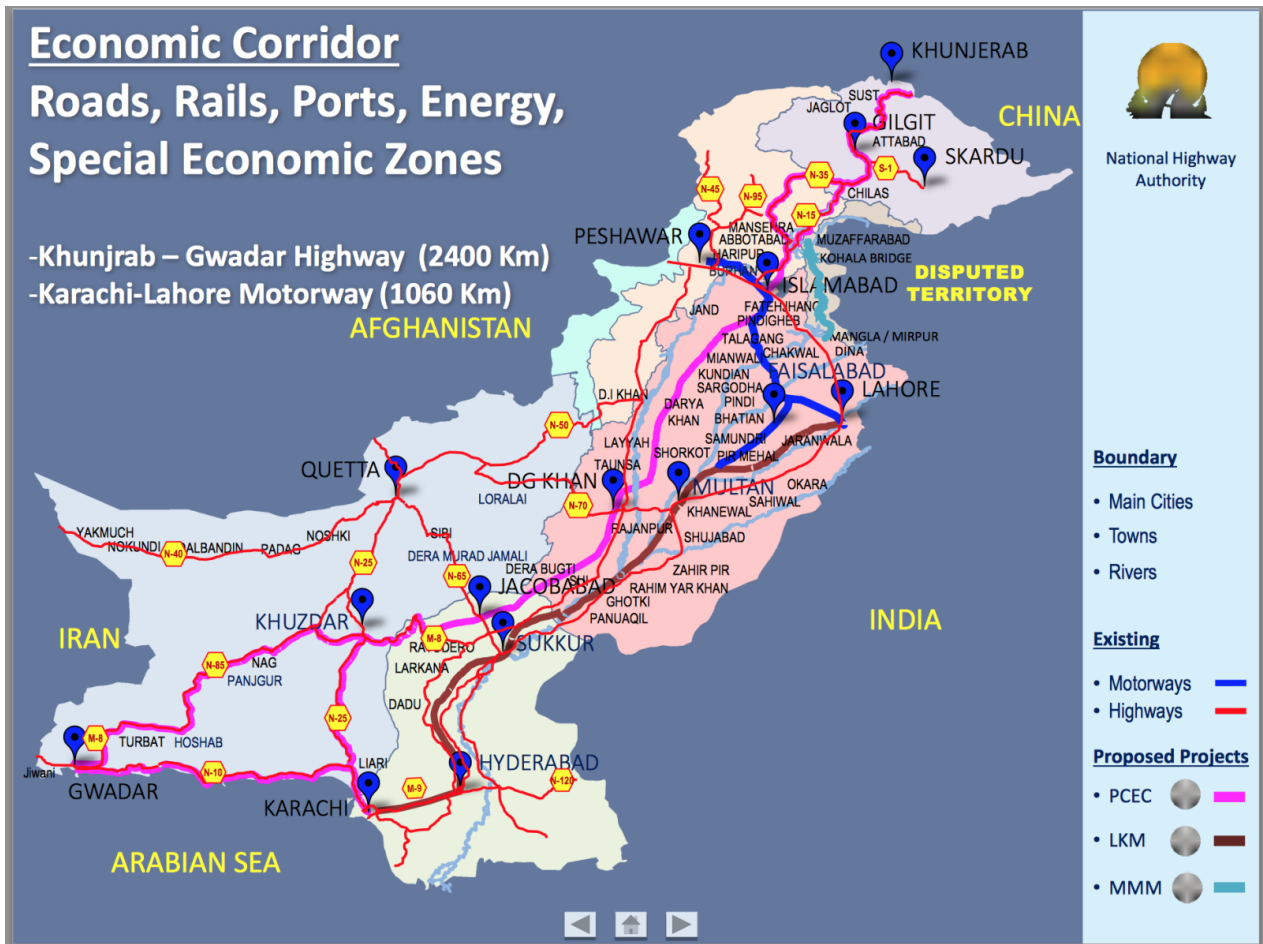 Economic Corridor
Roads, Rails, Ports, Energy,
Special Economic Zones
-Khunjrab – Gwadar Highway (2400 Km)
-Karachi-Lahore Motorway (1060 Km)
KHUNJERAB
SUST
JAGLOT
CHINA
GILGIT
ATTABAD
SKARDU
N-35
S-1
N-45
N-95
CHILAS
N-15
MANSEHRA
PESHAWAR
ABBOTABAD
MUZAFFARABAD
HARIPUR
KOHALA BRIDGE
BURHAN
DISPUTED
TERRITORY
ISLAMABAD
JAND
FATEHJHANG
PINDIGHEB
AFGHANISTAN
TALAGANG
MANGLA / MIRPUR
MIANWALI
CHAKWAL
DINA
KUNDIAN
FAISALABAD
SARGODHA
LAHORE
D.I KHAN
DARYA
KHAN
PINDI
BHATIAN
N-50
SAMUNDRI
JARANWALA
LAYYAH
SHORKOT
PIR MEHAL
QUETTA
TAUNSA
DG KHAN
MULTAN
OKARA
LORALAI
N-70
SAHIWAL
KHANEWAL
RAJANPUR
SHUJABAD
YAKMUCH
NOKUNDI
N-40
DALBANDIN
PADAG
NOSHKI
SIBI
DERA MURAD JAMALI
N-25
N-65
DERA BUGTI
ZAHIR PIR
JACOBABAD
RAHIM YAR KHAN
GHOTKI
PANUAQIL
KHUZDAR
INDIA
IRAN
M-8
SUKKUR
NAG
N-85
LARKANA
PANJGUR
DADU
N-25
M-8
TURBAT
HOSHAB
Jiwani
N-10
LIARI
HYDERABAD
GWADAR
M-9
N-120
KARACHI
ARABIAN SEA
National Highway
Authority
Boundary
• Main Cities
• Towns
• Rivers
Existing
• Motorways
• Highways
Proposed Projects
• PCEC
• LKM
• MMM